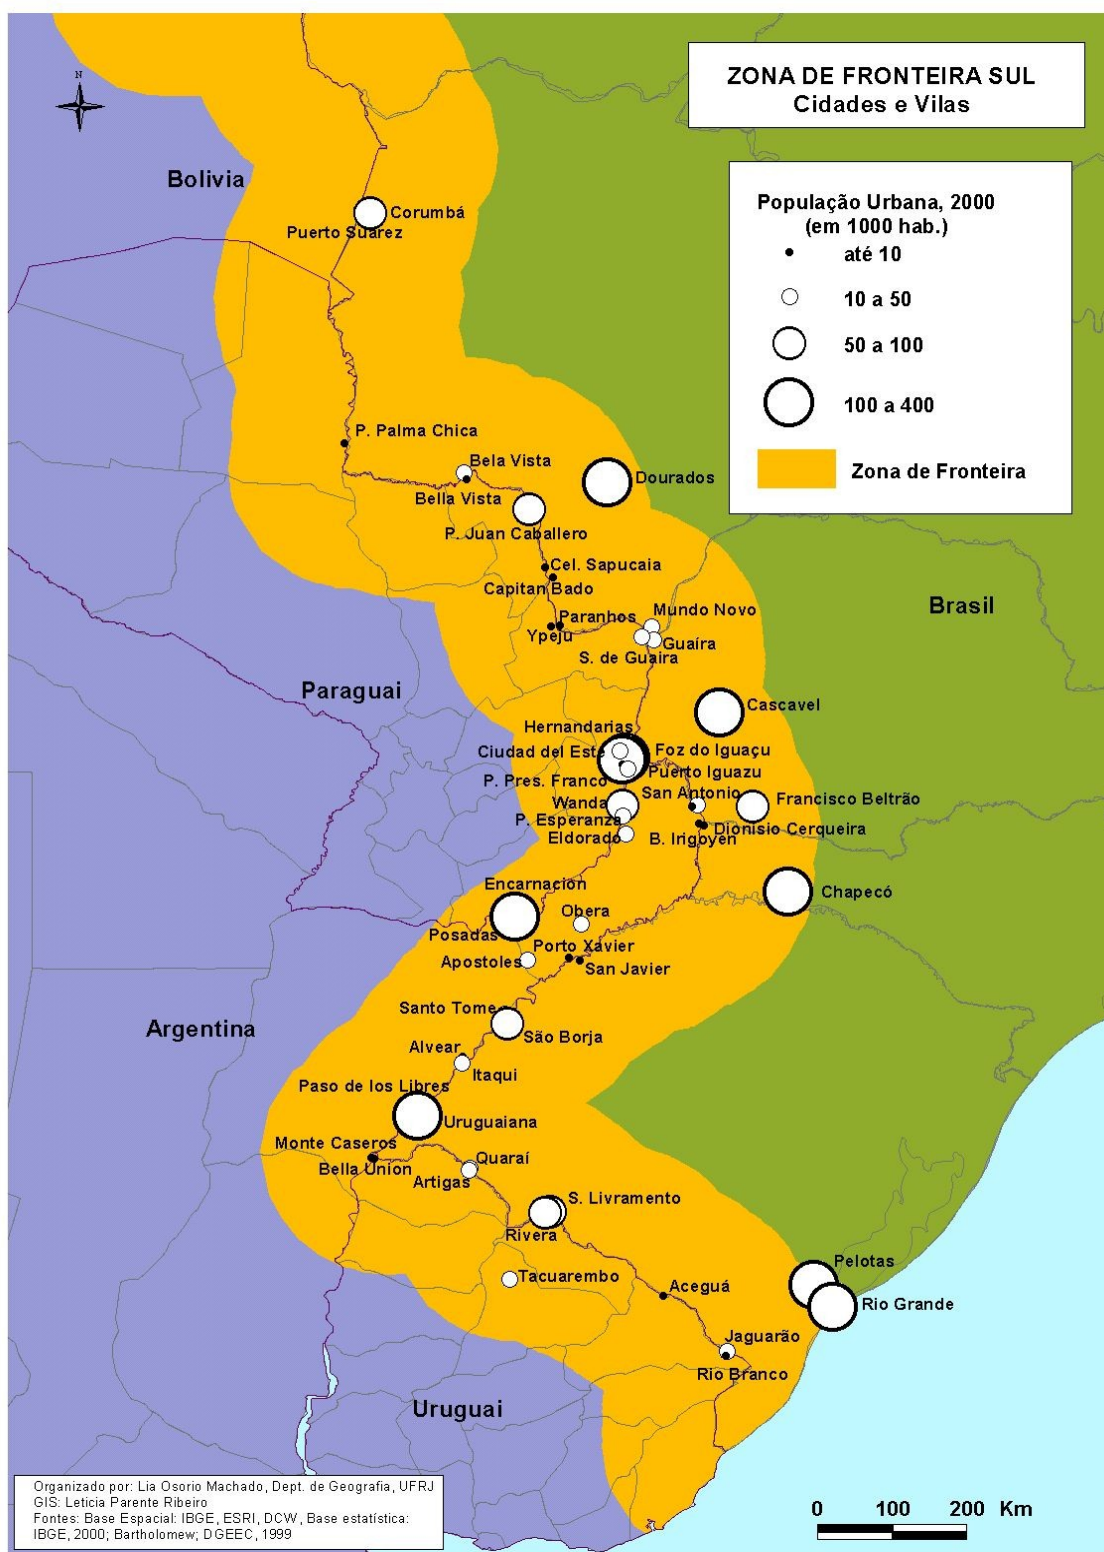 ZONA DE FRONTEIRA SUL
Cidades e Vilas
N
População Urbana, 2000
(em 1000 hab.)
até 10
10 a 50
50 a 100
100 a 400
Zona de Fronteira
Bolivia
Corumbá
Puerto Suarez
P. Palma Chica
Bela Vista
Dourados
Bella Vista
P. Juan Caballero
Cel. Sapucaia
Capitan Bado
Brasil
Paranhos
Mundo Novo
Ypeju
Guaíra
S. de Guaira
Paraguai
Cascavel
Hernandarias
Ciudad del Este
Foz do Iguaçu
Puerto Iguazu
P. Pres. Franco
San Antonio
Wanda
Francisco Beltrão
P. Esperanza
Dionisio Cerqueira
Eldorado
B. Irigoyen
Encarnacion
Chapecó
Obera
Posadas
Porto Xavier
Apostoles
San Javier
Santo Tome
Argentina
São Borja
Alvear
Itaqui
Paso de los Libres
Uruguaiana
Monte Caseros
Bella Union
Quaraí
Artigas
S. Livramento
Rivera
Pelotas
Tacuarembo
Aceguá
Rio Grande
Jaguarão
Rio Branco
Uruguai
Organizado por: Lia Osorio Machado, Dept. de Geografia, UFRJ
GIS: Leticia Parente Ribeiro
Fontes: Base Espacial: IBGE, ESRI, DCW, Base estatística:
IBGE, 2000; Bartholomew; DGEEC, 1999
0 100 200 Km